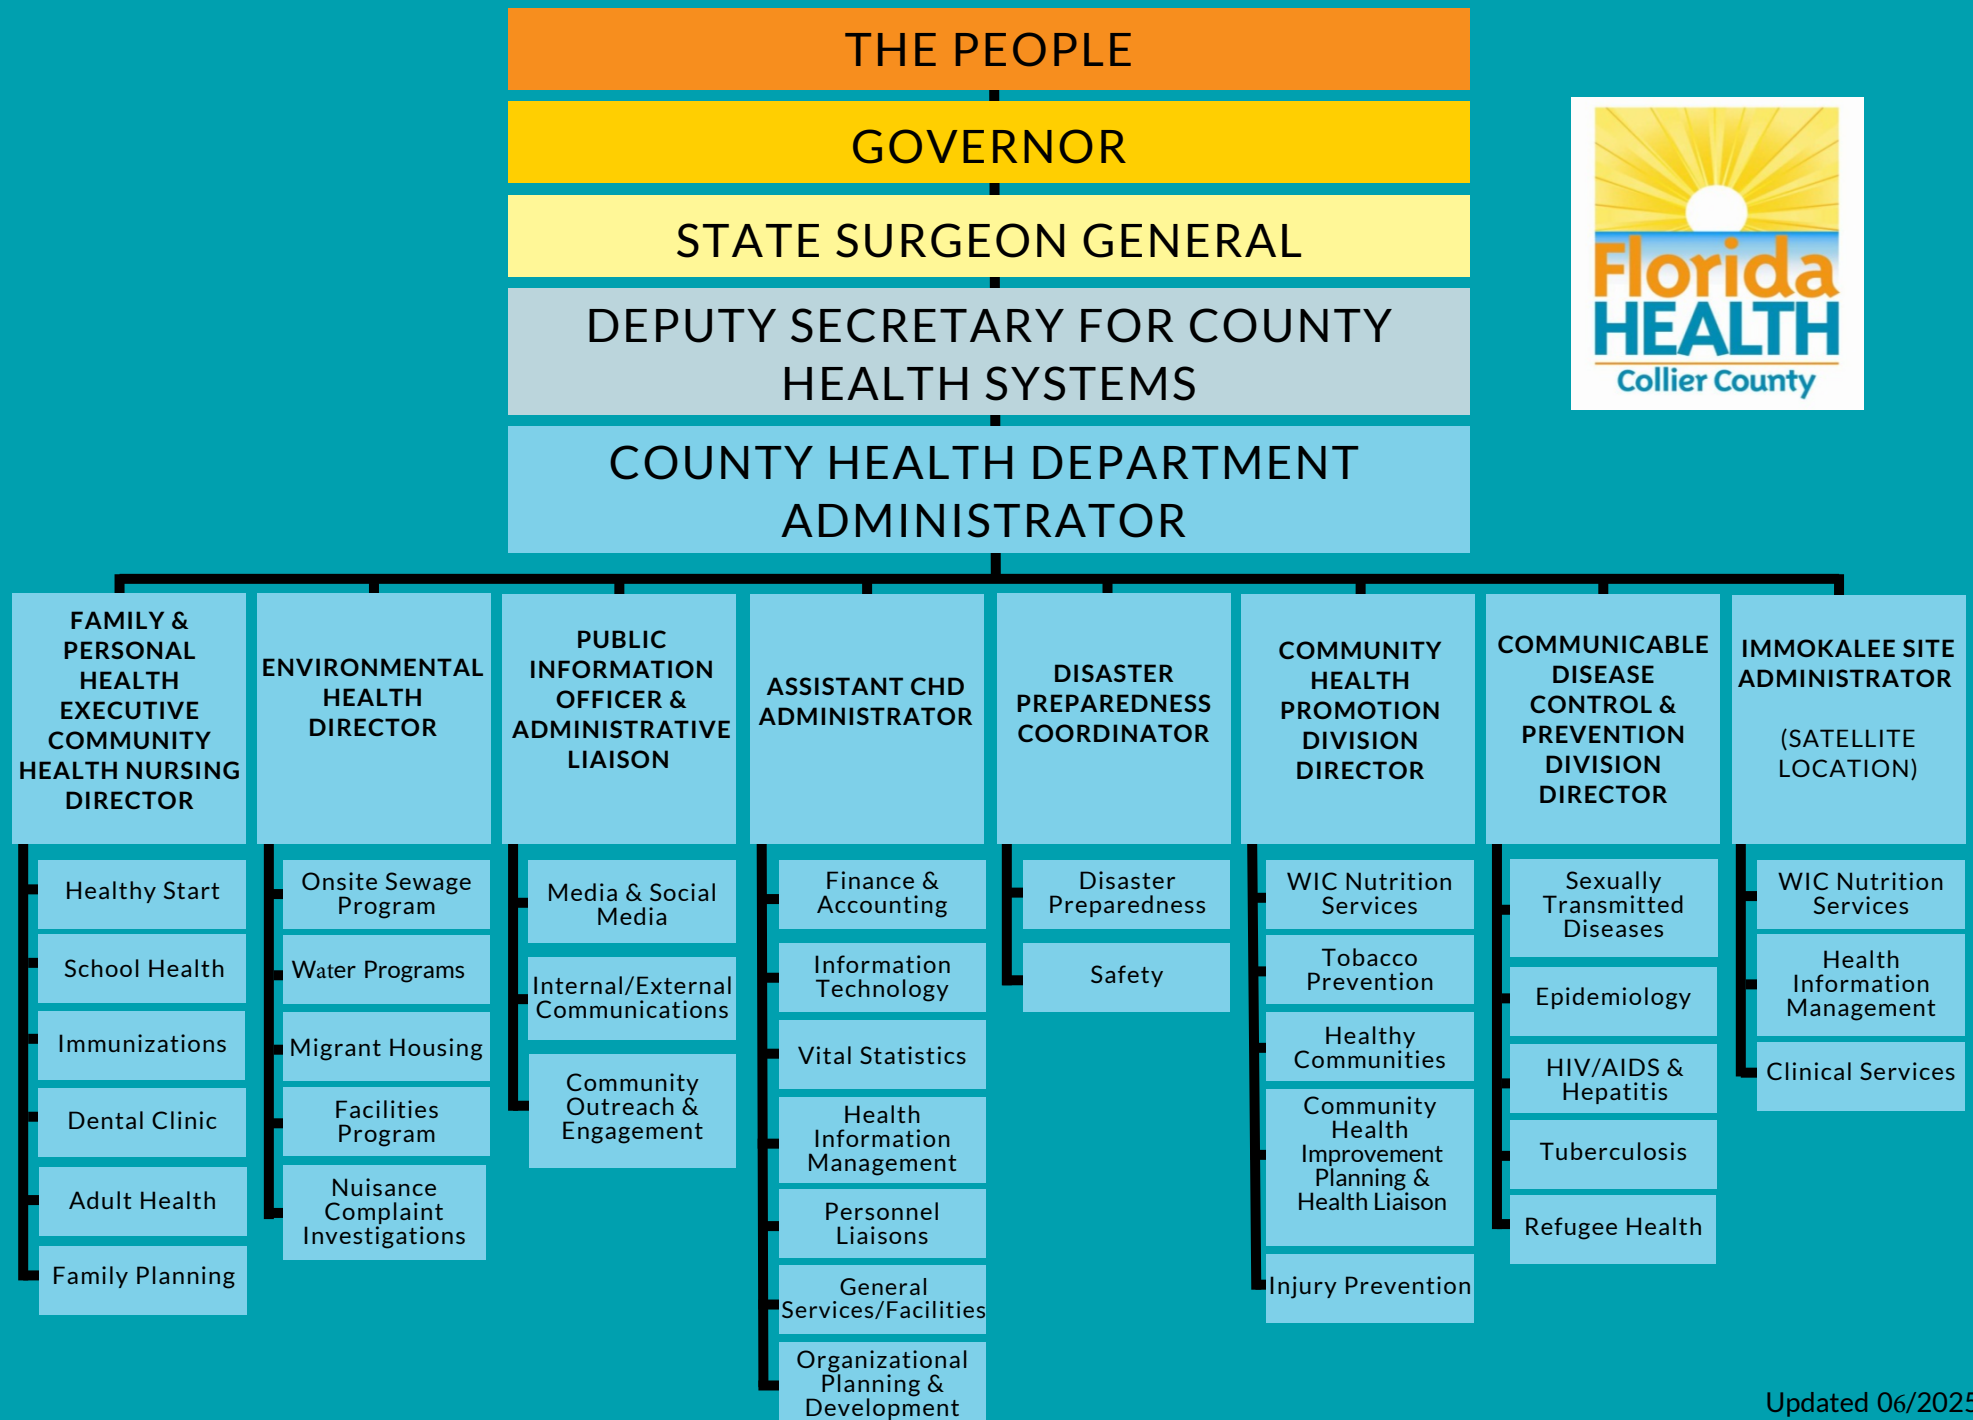 THE PEOPLE
GOVERNOR
STATE SURGEON GENERAL
DEPUTY SECRETARY FOR COUNTY
HEALTH SYSTEMS
COUNTY HEALTH DEPARTMENT
ADMINISTRATOR
Florida
HEALTH
Collier County
FAMILY &
PERSONAL
HEALTH
EXECUTIVE
COMMUNITY
HEALTH NURSING
DIRECTOR
Healthy Start
School Health
Immunizations
Dental Clinic
Adult Health
Family Planning
ENVIRONMENTAL
HEALTH
DIRECTOR
Onsite Sewage
Program
Water Programs
Migrant Housing
Facilities
Program
Nuisance
Complaint
Investigations
PUBLIC
INFORMATION
OFFICER &
ADMINISTRATIVE
LIAISON
Media & Social
Media
Internal/External
Communications
Community
Outreach &
Engagement
ASSISTANT CHD
ADMINISTRATOR
Finance &
Accounting
Information
Technology
Vital Statistics
Health
Information
Management
Personnel
Liaisons
General
Services/Facilities
Organizational
Planning &
Development
DISASTER
PREPAREDNESS
COORDINATOR
Disaster
Preparedness
Safety
COMMUNITY
HEALTH
PROMOTION
DIVISION
DIRECTOR
WIC Nutrition
Services
Tobacco
Prevention
Healthy
Communities
Community
Health
Improvement
Planning &
Health Liaison
Injury Prevention
COMMUNICABLE
DISEASE
CONTROL &
PREVENTION
DIVISION
DIRECTOR
Sexually
Transmitted
Diseases
Epidemiology
HIV/AIDS &
Hepatitis
Tuberculosis
Refugee Health
IMMOKALEE SITE
ADMINISTRATOR
(SATELLITE
LOCATION)
WIC Nutrition
Services
Health
Information
Management
Clinical Services
Updated 06/2025